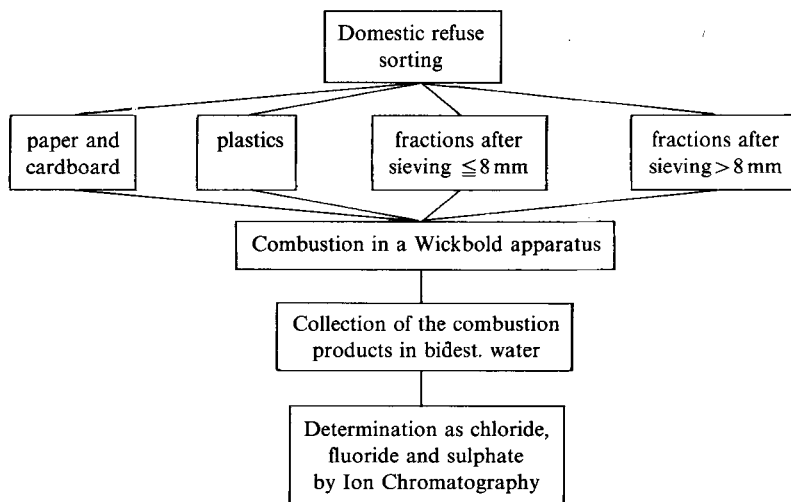 Domestic refuse
sorting
paper and
cardboard
plastics
fractions after
sieving ≦8 mm
fractions after
sieving>8 mm
Combustion in a Wickbold apparatus
Collection of the combustion
products in bidest. water
Determination as chloride,
fluoride and sulphate
by Ion Chromatography